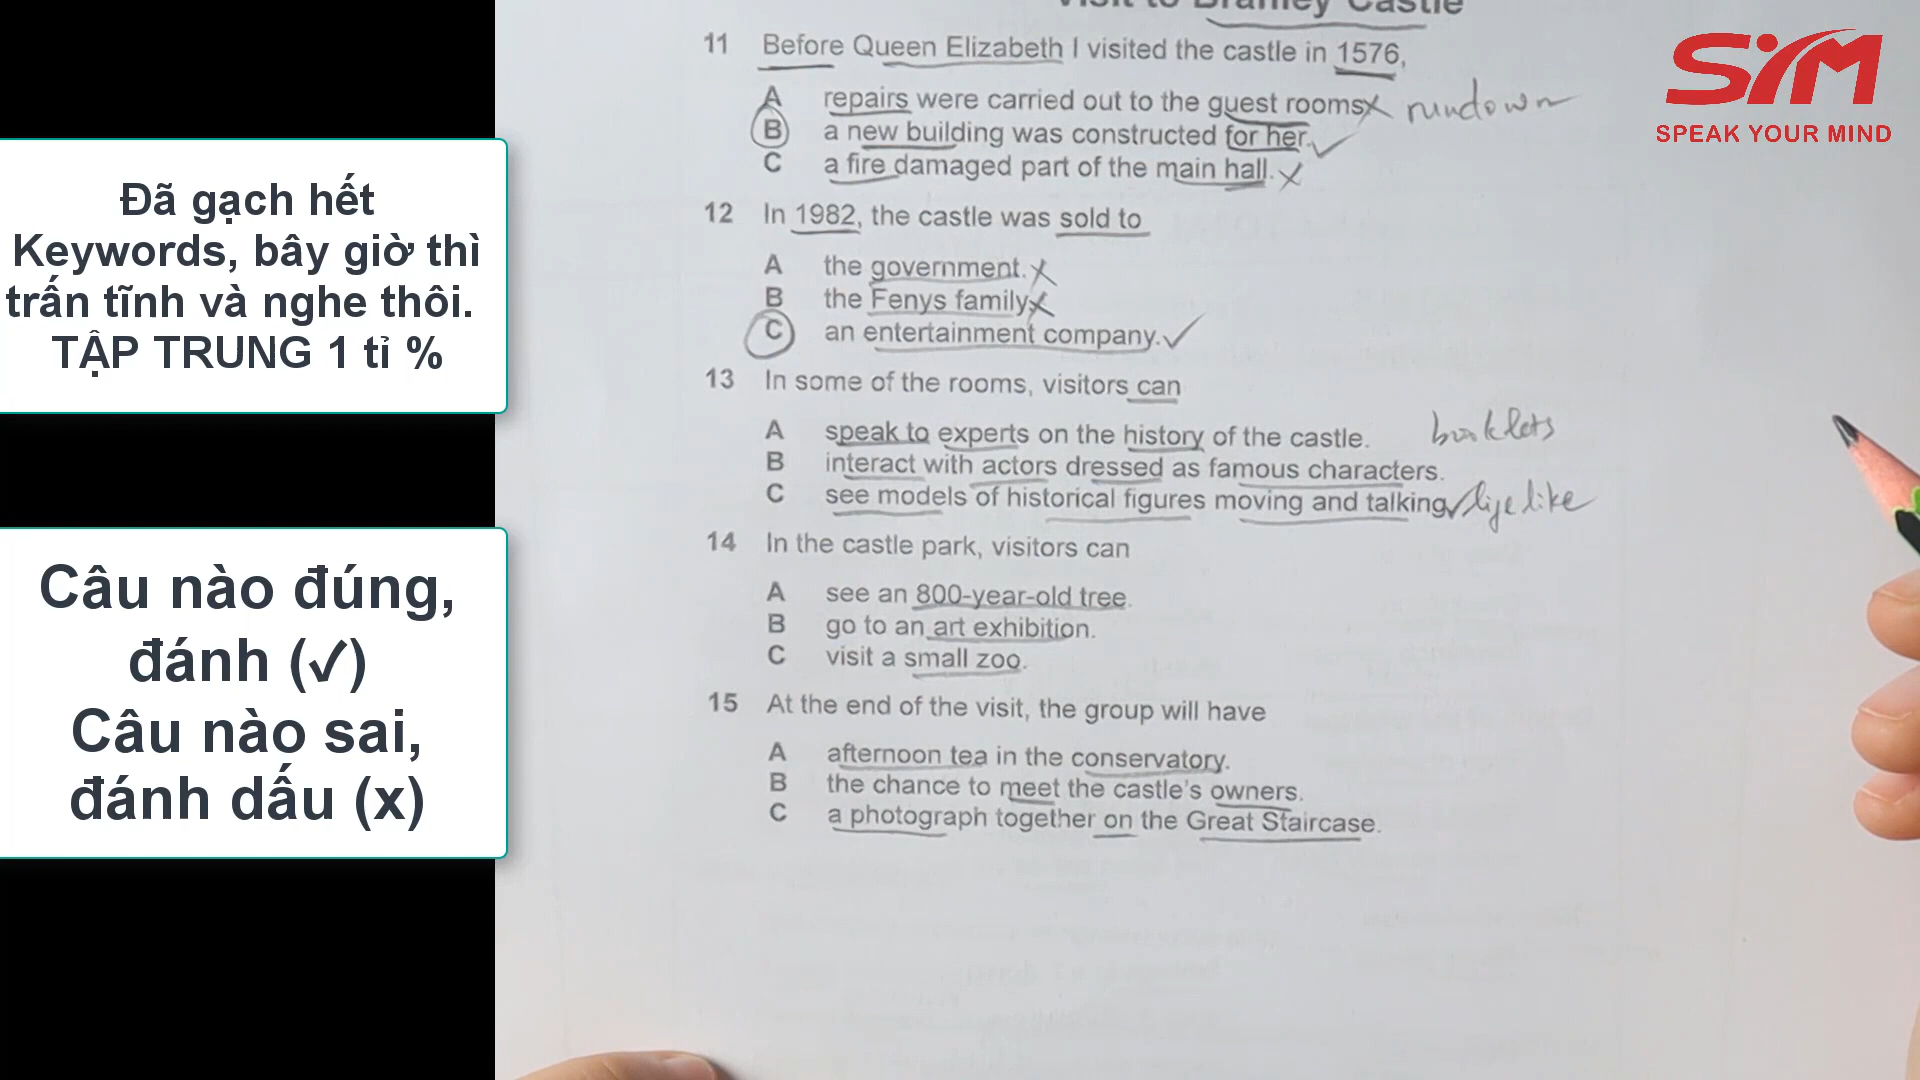 Visit to Bramley Castle
11 Before Queen Elizabeth I visited the castle in 1576,
A repairs were carried out to the guest rooms x rundown
B a new building was constructed for her. ✓
C a fire damaged part of the main hall. x
12 In 1982, the castle was sold to
A the government. x
B the Fenys family x
C an entertainment company. ✓
13 In some of the rooms, visitors can
A speak to experts on the history of the castle. booklets
B interact with actors dressed as famous characters.
C see models of historical figures moving and talking ✓ lifelike
14 In the castle park, visitors can
A see an 800-year-old tree.
B go to an art exhibition.
C visit a small zoo.
15 At the end of the visit, the group will have
A afternoon tea in the conservatory.
B the chance to meet the castle's owners.
C a photograph together on the Great Staircase.
Đã gạch hết
Keywords, bây giờ thì
trấn tĩnh và nghe thôi.
TẬP TRUNG 1 tỉ %
Câu nào đúng,
đánh (✓)
Câu nào sai,
đánh dấu (x)
SIM
SPEAK YOUR MIND